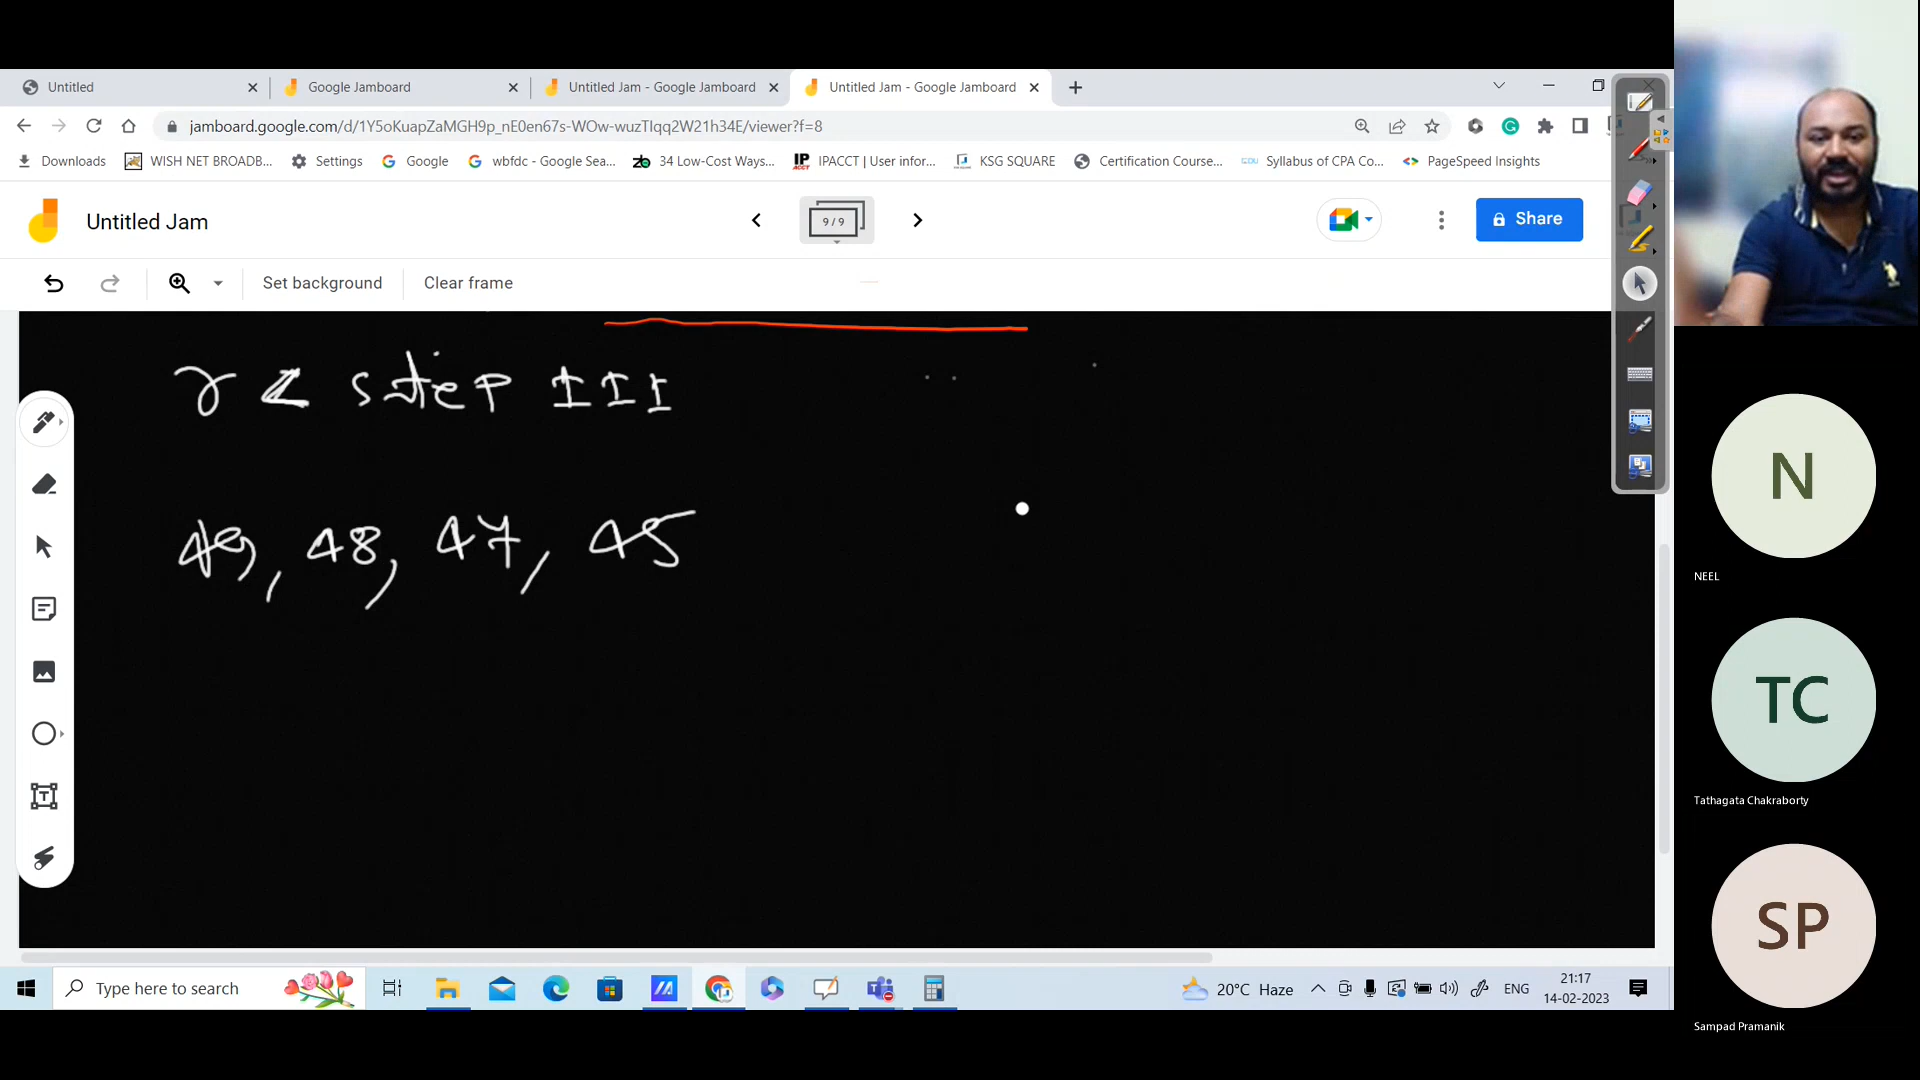 Untitled
Google Jamboard
Untitled Jam - Google Jamboard
Untitled Jam - Google Jamboard
jamboard.google.com/d/1Y5oKuapZaMGH9p_nE0en67s-WOw-wuzTIqq2W21h34E/viewer?f=8
Downloads
WISH NET BROADB...
Settings
Google
wbfdc - Google Sea...
34 Low-Cost Ways...
IPACCT | User infor...
KSG SQUARE
Certification Course...
Syllabus of CPA Co...
PageSpeed Insights
Untitled Jam
9 / 9
Share
Set background
Clear frame
r < step III
49, 48, 47, 45
N
NEEL
TC
Tathagata Chakraborty
SP
Sampad Pramanik
Type here to search
20°C Haze
ENG
21:17
14-02-2023